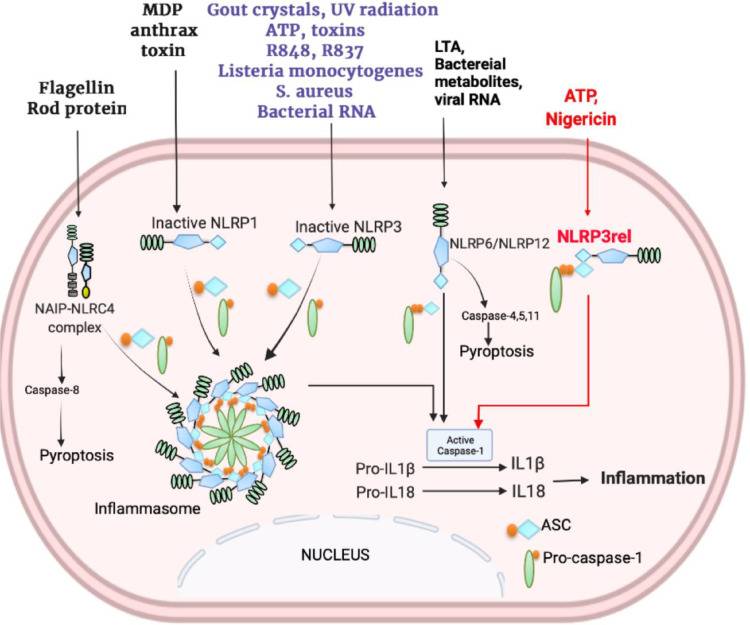 MDP
anthrax
toxin
Gout crystals, UV radiation
ATP, toxins
R848, R837
Listeria monocytogenes
S. aureus
Bacterial RNA
LTA,
Bactereial
metabolites,
viral RNA
Flagellin
Rod protein
ATP,
Nigericin
Inactive NLRP1
Inactive NLRP3
NLRP6/NLRP12
NLRP3rel
NAIP-NLRC4
complex
Caspase-4,5,11
Pyroptosis
Caspase-8
Pyroptosis
Active
Caspase-1
Pro-IL1β
IL1β
Pro-IL18
IL18
Inflammation
Inflammasome
NUCLEUS
ASC
Pro-caspase-1